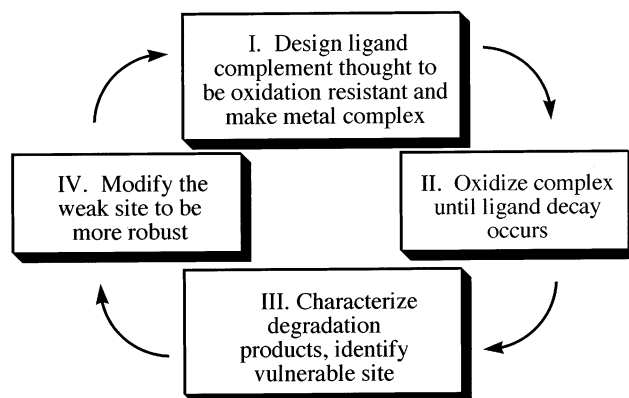 I. Design ligand
complement thought to
be oxidation resistant and
make metal complex
II. Oxidize complex
until ligand decay
occurs
III. Characterize
degradation
products, identify
vulnerable site
IV. Modify the
weak site to be
more robust